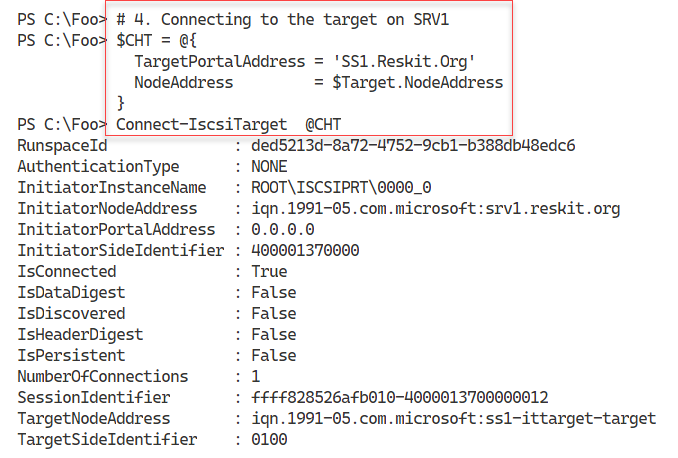 PS C:\Foo> # 4. Connecting to the target on SRV1
PS C:\Foo> $CHT = @{
TargetPortalAddress = 'SS1.Reskit.Org'
NodeAddress         = $Target.NodeAddress
}
PS C:\Foo> Connect-IscsiTarget  @CHT
RunspaceId              : ded5213d-8a72-4752-9cb1-b388db48edc6
AuthenticationType      : NONE
InitiatorInstanceName   : ROOT\ISCSIPRT\0000_0
InitiatorNodeAddress    : iqn.1991-05.com.microsoft:srv1.reskit.org
InitiatorPortalAddress  : 0.0.0.0
InitiatorSideIdentifier : 400001370000
IsConnected             : True
IsDataDigest            : False
IsDiscovered            : False
IsHeaderDigest          : False
IsPersistent            : False
NumberOfConnections     : 1
SessionIdentifier       : ffff828526afb010-4000013700000012
TargetNodeAddress       : iqn.1991-05.com.microsoft:ss1-ittarget-target
TargetSideIdentifier    : 0100